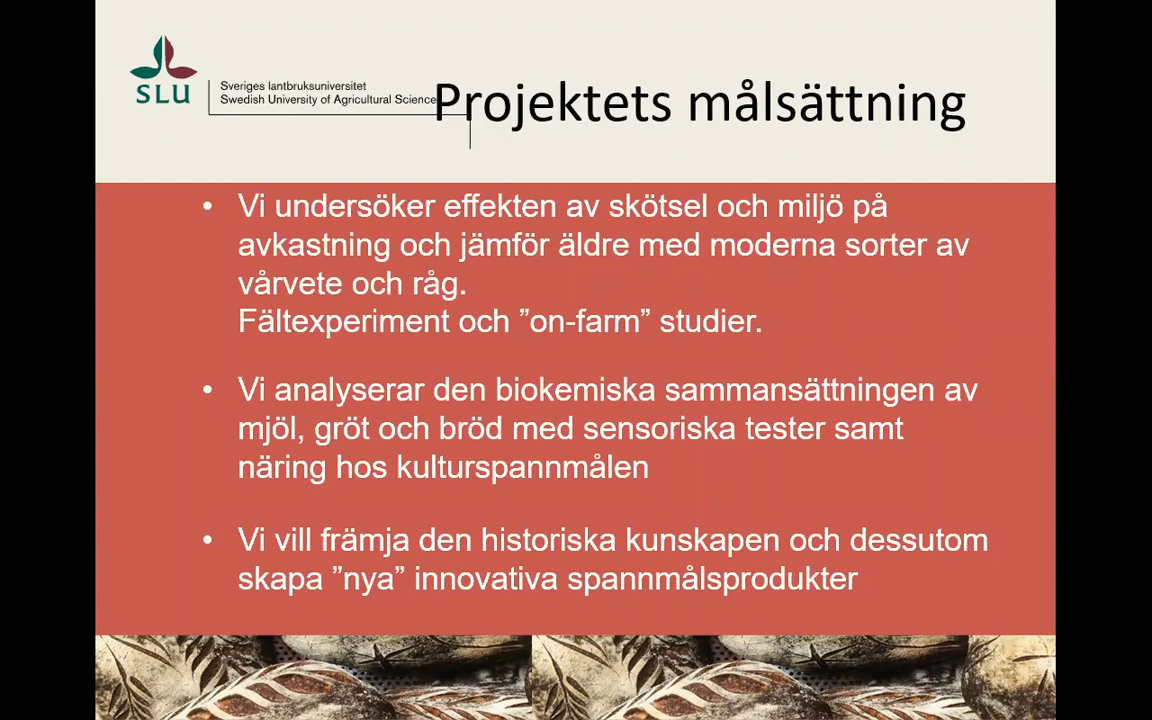 SLU
Sveriges lantbruksuniversitet
Swedish University of Agricultural Science
Projektets målsättning
• Vi undersöker effekten av skötsel och miljö på
avkastning och jämför äldre med moderna sorter av
vårvete och råg.
Fältexperiment och ”on-farm” studier.
• Vi analyserar den biokemiska sammansättningen av
mjöl, gröt och bröd med sensoriska tester samt
näring hos kulturspannmålen
• Vi vill främja den historiska kunskapen och dessutom
skapa ”nya” innovativa spannmålsprodukter